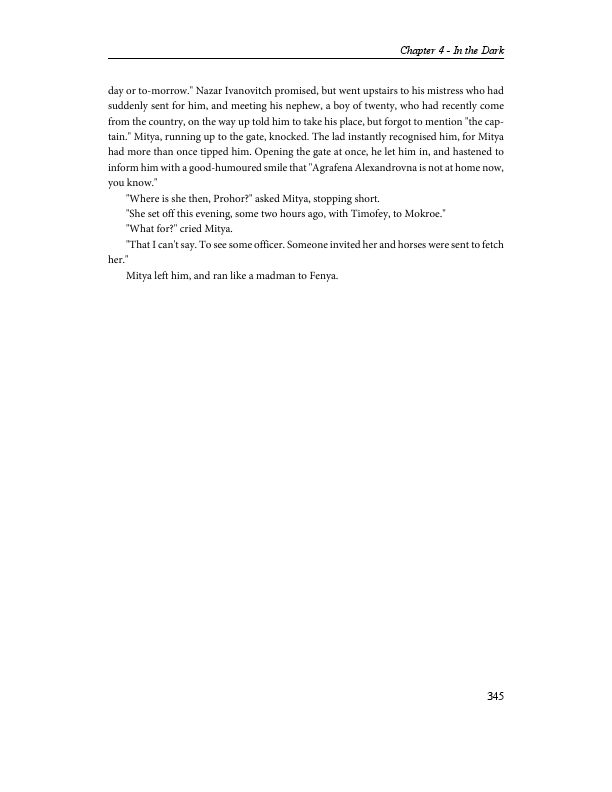 Chapter 4 - In the Dark
day or to-morrow." Nazar Ivanovitch promised, but went upstairs to his mistress who had
suddenly sent for him, and meeting his nephew, a boy of twenty, who had recently come
from the country, on the way up told him to take his place, but forgot to mention "the cap-
tain." Mitya, running up to the gate, knocked. The lad instantly recognised him, for Mitya
had more than once tipped him. Opening the gate at once, he let him in, and hastened to
inform him with a good-humoured smile that "Agrafena Alexandrovna is not at home now,
you know."
"Where is she then, Prohor?" asked Mitya, stopping short.
"She set off this evening, some two hours ago, with Timofey, to Mokroe."
"What for?" cried Mitya.
"That I can't say. To see some officer. Someone invited her and horses were sent to fetch
her."
Mitya left him, and ran like a madman to Fenya.
345